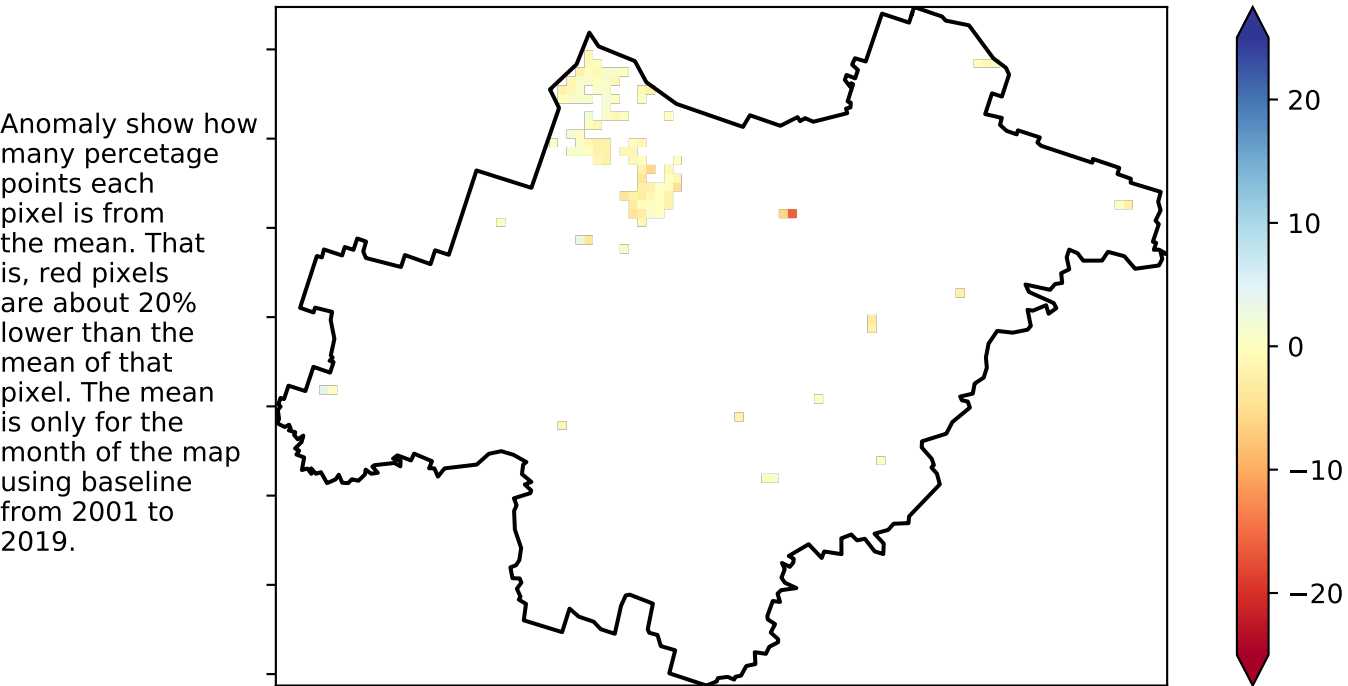 Anomaly show how
many percetage
points each
pixel is from
the mean. That
is, red pixels
are about 20%
lower than the
mean of that
pixel. The mean
is only for the
month of the map
using baseline
from 2001 to
2019.
20
10
0
−10
−20